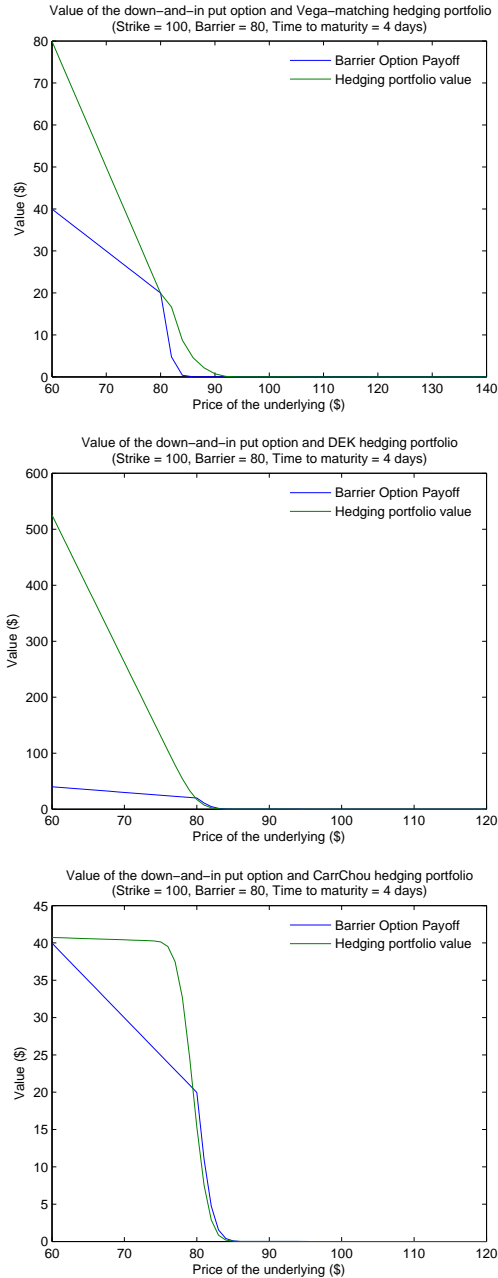 Value of the down−and−in put option and Vega−matching hedging portfolio
(Strike = 100, Barrier = 80, Time to maturity = 4 days)
80
70
60
50
40
30
20
10
0
Value ($)
Barrier Option Payoff
Hedging portfolio value
60 70 80 90 100 110 120 130 140
Price of the underlying ($)
Value of the down−and−in put option and DEK hedging portfolio
(Strike = 100, Barrier = 80, Time to maturity = 4 days)
600
500
400
300
200
100
0
Value ($)
Barrier Option Payoff
Hedging portfolio value
60 70 80 90 100 110 120
Price of the underlying ($)
Value of the down−and−in put option and CarrChou hedging portfolio
(Strike = 100, Barrier = 80, Time to maturity = 4 days)
45
40
35
30
25
20
15
10
5
0
Value ($)
Barrier Option Payoff
Hedging portfolio value
60 70 80 90 100 110 120
Price of the underlying ($)